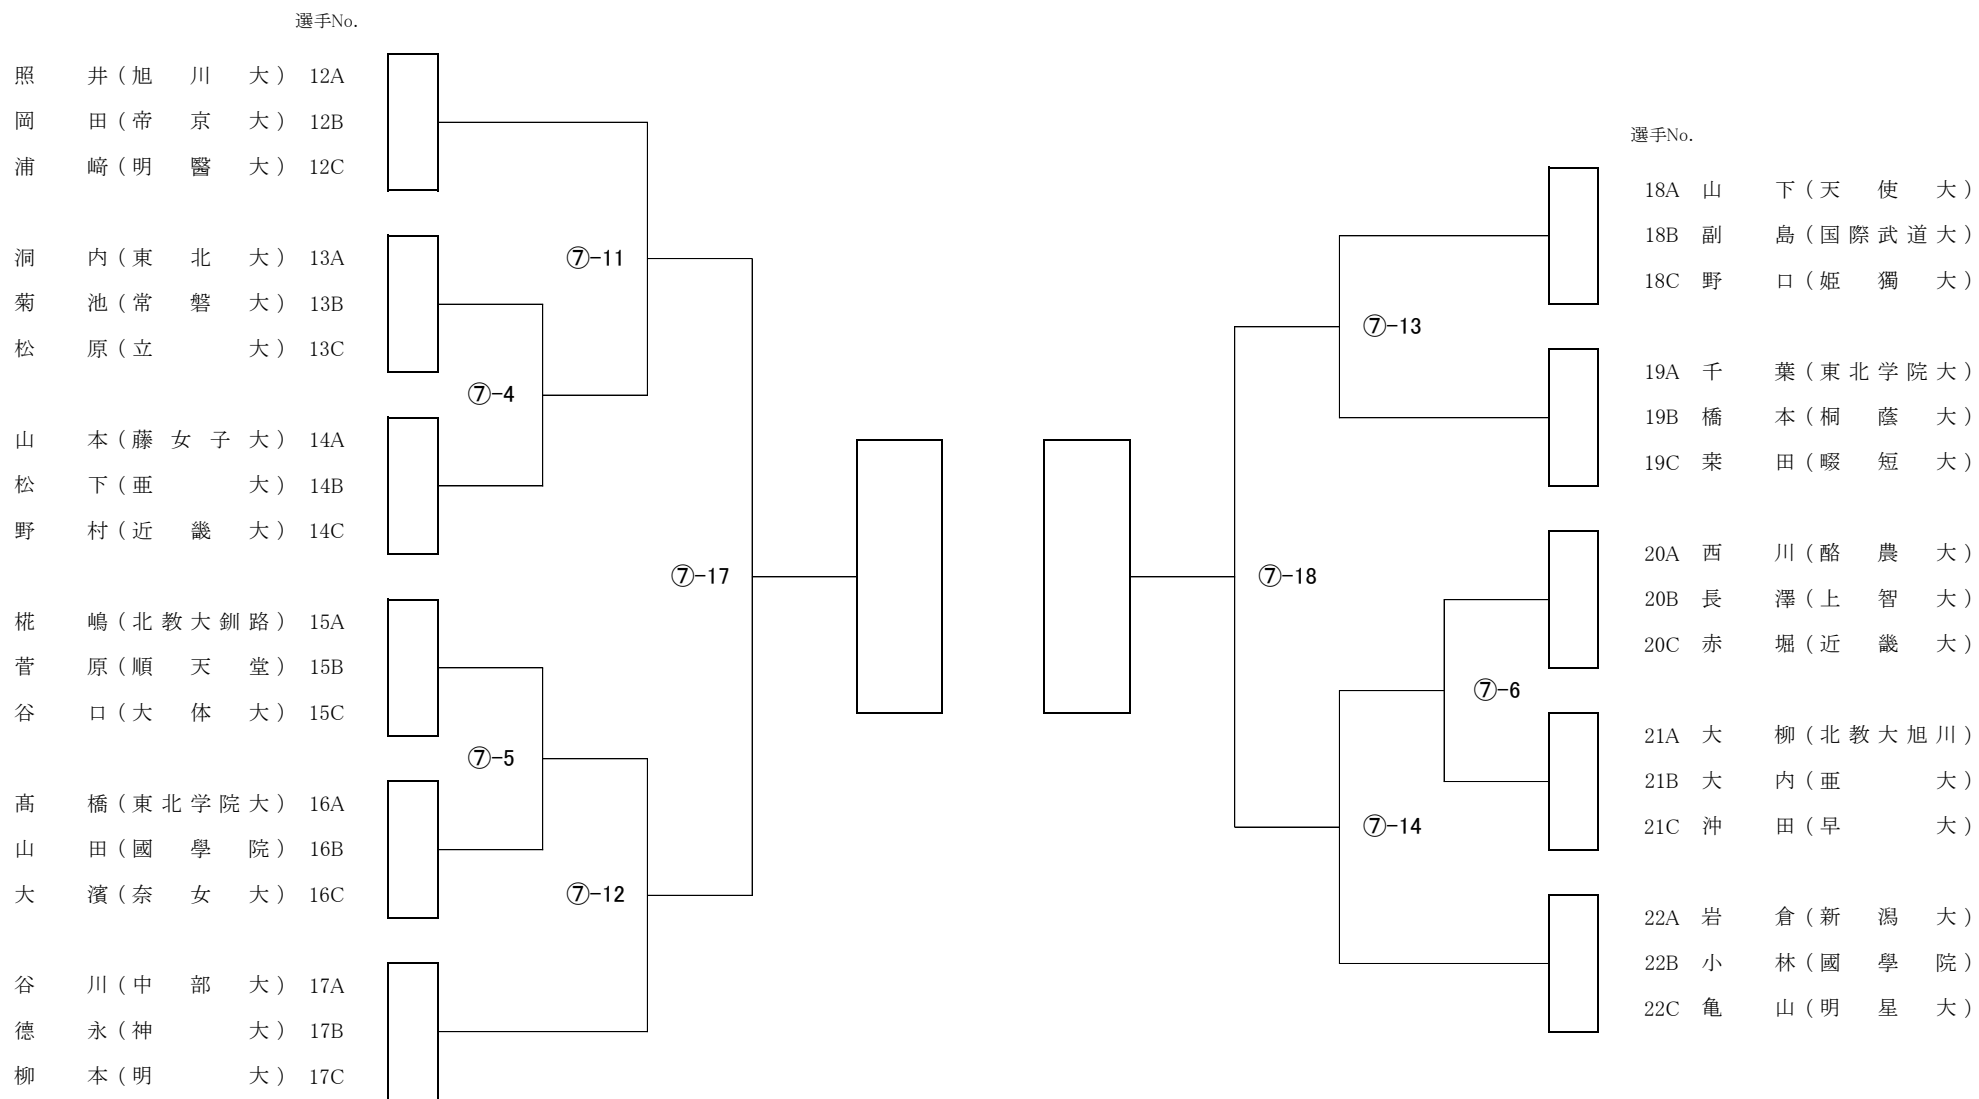 選手No.
照井(旭川大) 12A
岡田(帝京大) 12B
浦﨑(明醫大) 12C
洞内(東北大) 13A
菊池(常磐大) 13B
松原(立大) 13C
山本(藤女子大) 14A
松下(亜大) 14B
野村(近畿大) 14C
椛嶋(北教大釧路) 15A
菅原(順天堂) 15B
谷口(大体大) 15C
髙橋(東北学院大) 16A
山田(國學院) 16B
大濱(奈女大) 16C
谷川(中部大) 17A
德永(神大) 17B
柳本(明大) 17C
⑦-11
⑦-4
⑦-17
⑦-5
⑦-12
選手No.
18A 山下(天使大)
18B 副島(国際武道大)
18C 野口(姫獨大)
19A 千葉(東北学院大)
19B 橋本(桐蔭大)
19C 桒田(畷短大)
20A 西川(酪農大)
20B 長澤(上智大)
20C 赤堀(近畿大)
21A 大柳(北教大旭川)
21B 大内(亜大)
21C 沖田(早大)
22A 岩倉(新潟大)
22B 小林(國學院)
22C 亀山(明星大)
⑦-13
⑦-18
⑦-6
⑦-14